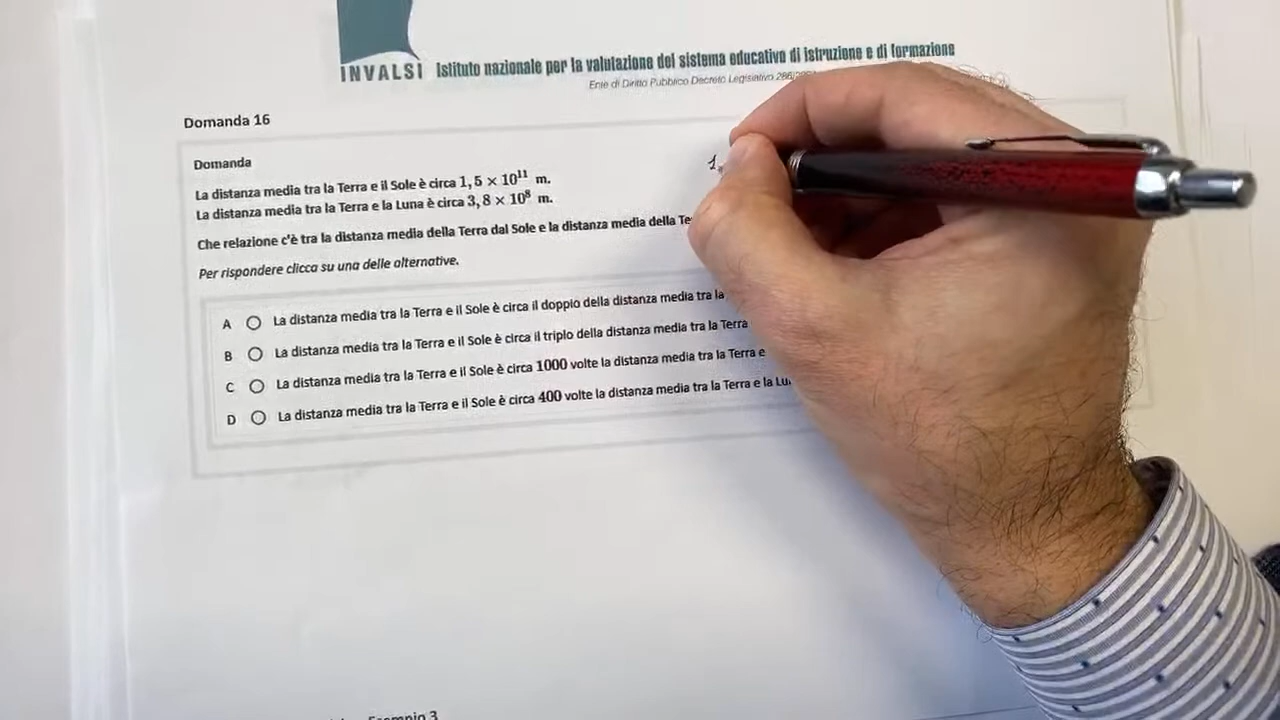 INVALSI Istituto nazionale per la valutazione del sistema educativo di istruzione e di formazione
Ente di Diritto Pubblico Decreto Legislativo
Domanda 16
Domanda
La distanza media tra la Terra e il Sole è circa 1,5 × 10¹¹ m.
La distanza media tra la Terra e la Luna è circa 3,8 × 10⁸ m.
1,
Che relazione c'è tra la distanza media della Terra dal Sole e la distanza media della Te
Per rispondere clicca su una delle alternative.
A La distanza media tra la Terra e il Sole è circa il doppio della distanza media tra la
B La distanza media tra la Terra e il Sole è circa il triplo della distanza media tra la Terra
C La distanza media tra la Terra e il Sole è circa 1000 volte la distanza media tra la Terra e
D La distanza media tra la Terra e il Sole è circa 400 volte la distanza media tra la Terra e la Lu